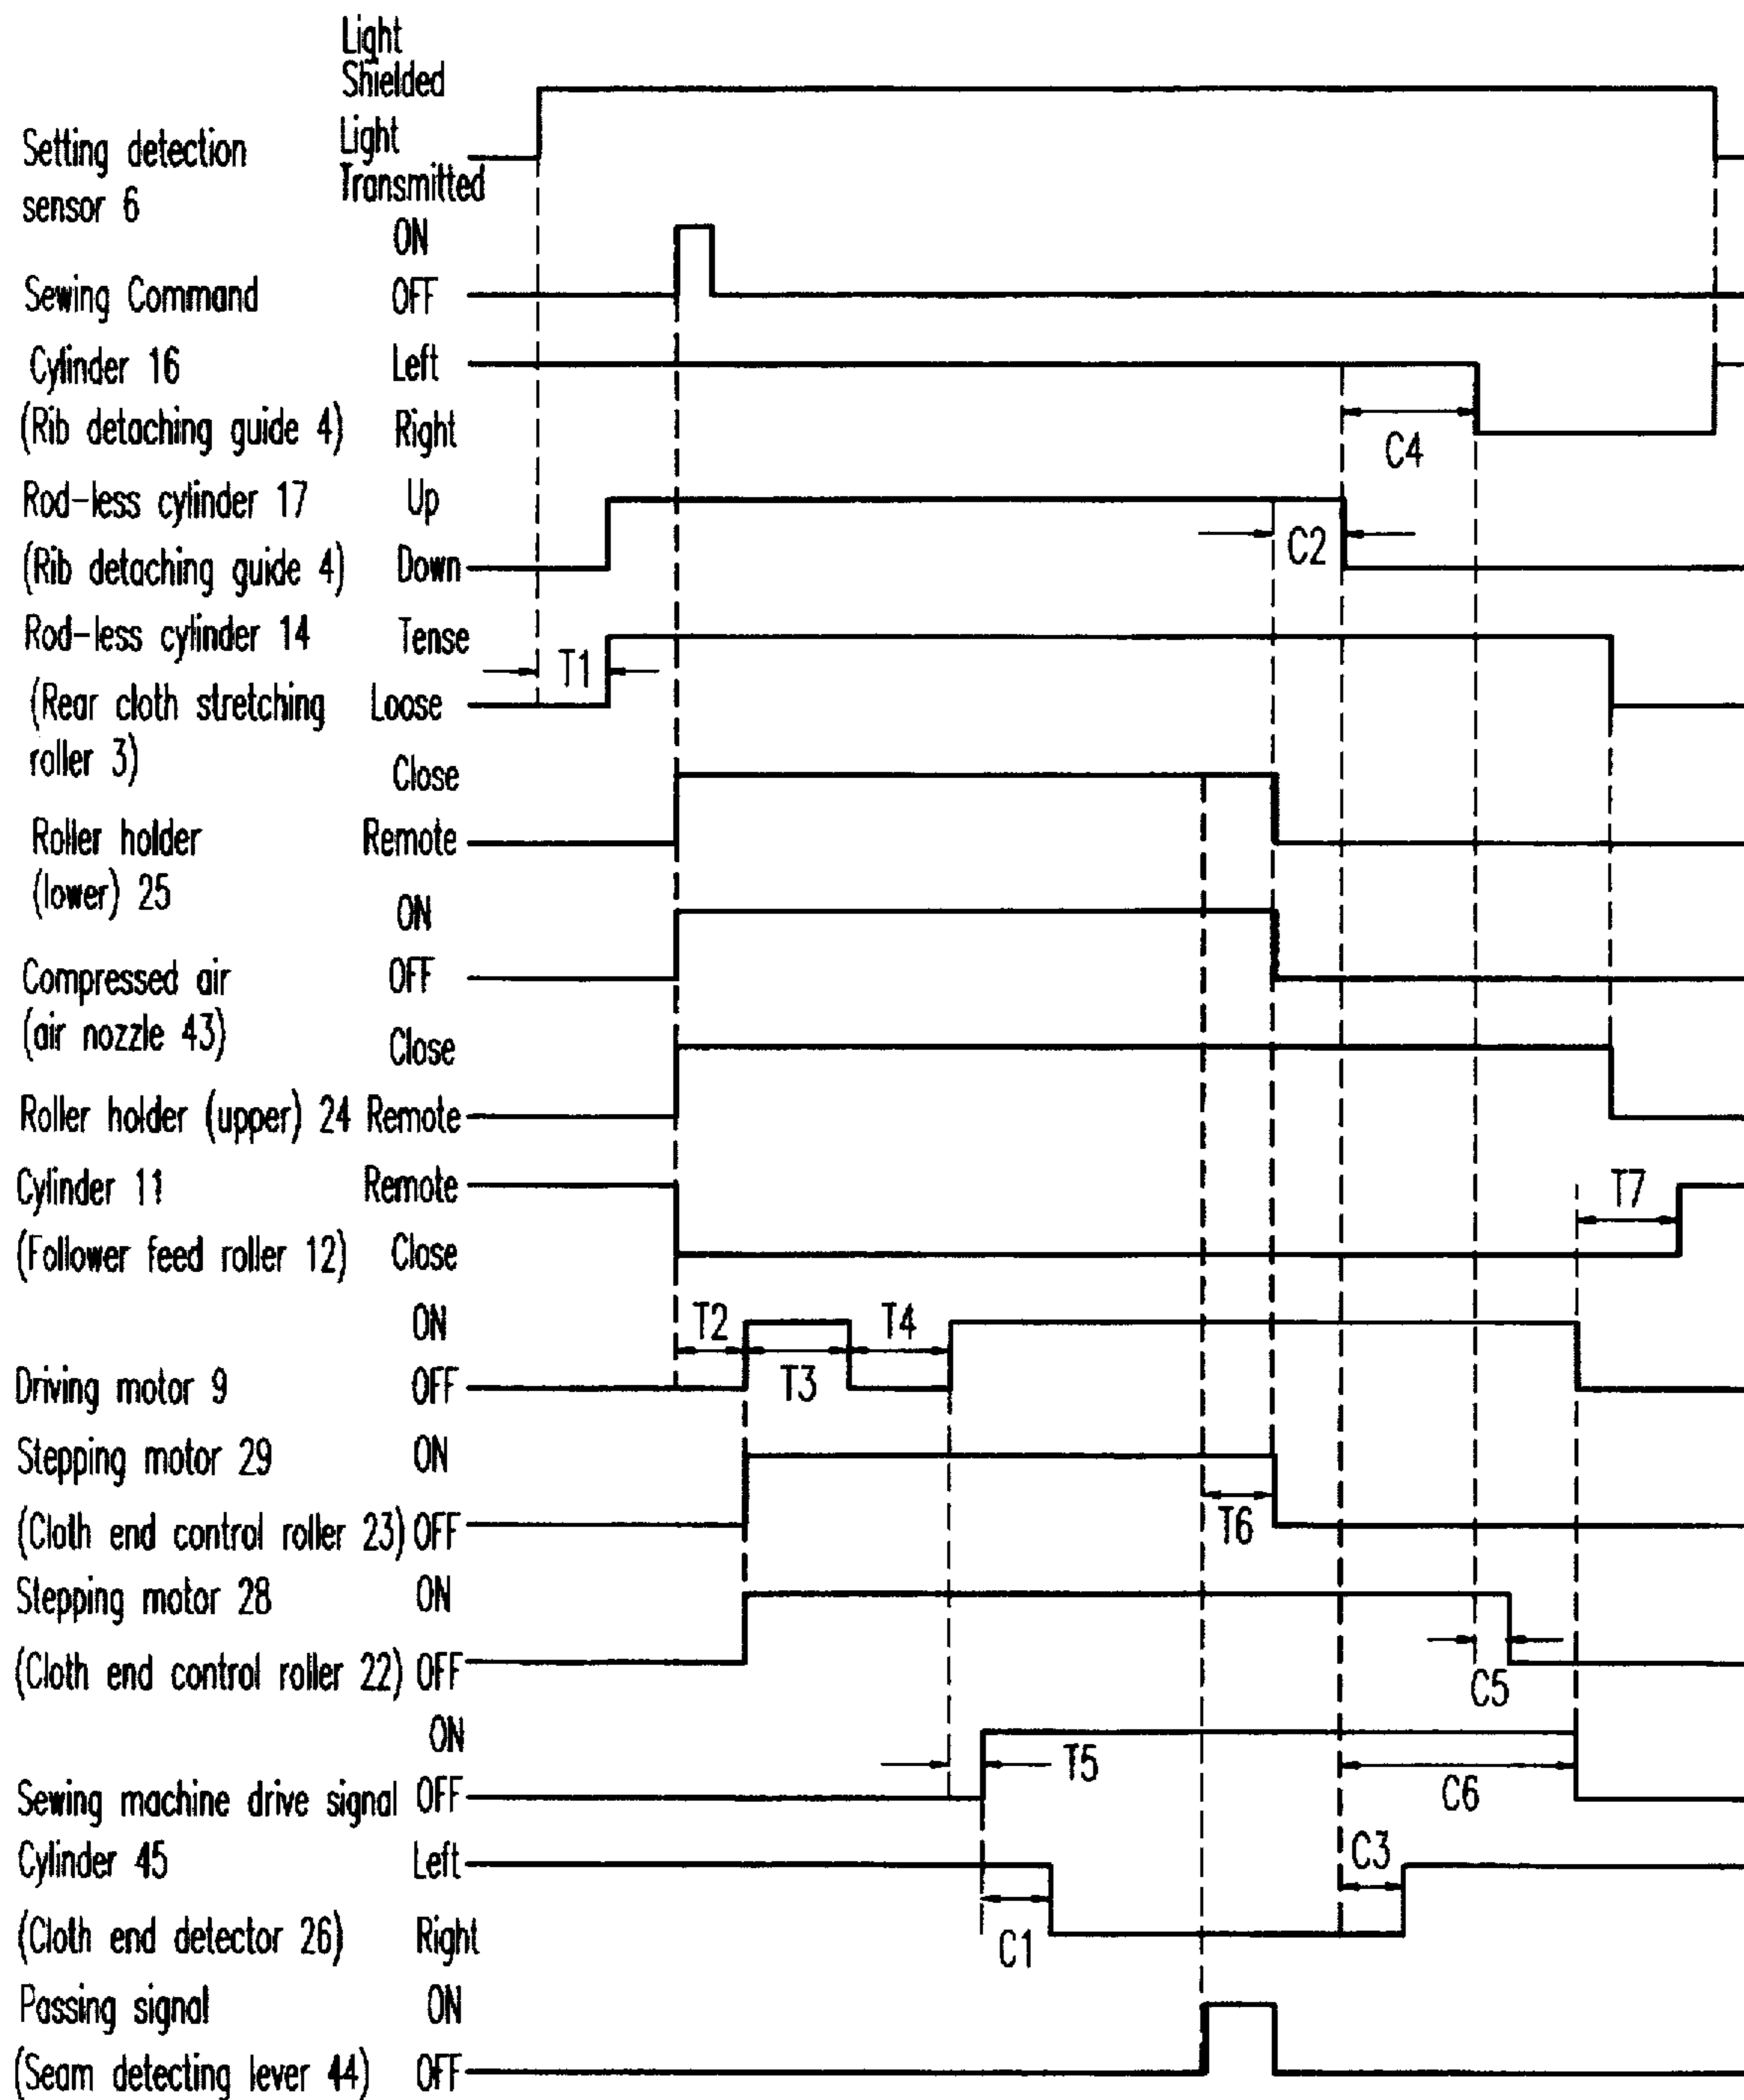 Light
Shielded
Setting detection Light
sensor 6 Transmitted
ON
Sewing Command OFF
Cylinder 16 Left
(Rib detaching guide 4) Right
C4
Rod-less cylinder 17 Up
C2
(Rib detaching guide 4) Down
Rod-less cylinder 14 Tense
T1
(Rear cloth stretching Loose
roller 3)
Close
Roller holder Remote
(lower) 25
ON
Compressed air OFF
(air nozzle 43)
Close
Roller holder (upper) 24 Remote
Cylinder 11 Remote
T7
(Follower feed roller 12) Close
ON
T2 T4
Driving motor 9 OFF
T3
Stepping motor 29 ON
(Cloth end control roller 23) OFF
T6
Stepping motor 28 ON
(Cloth end control roller 22) OFF
C5
ON
T5
Sewing machine drive signal OFF
C6
Cylinder 45 Left
C3
(Cloth end detector 26) Right
C1
Passing signal ON
(Seam detecting lever 44) OFF